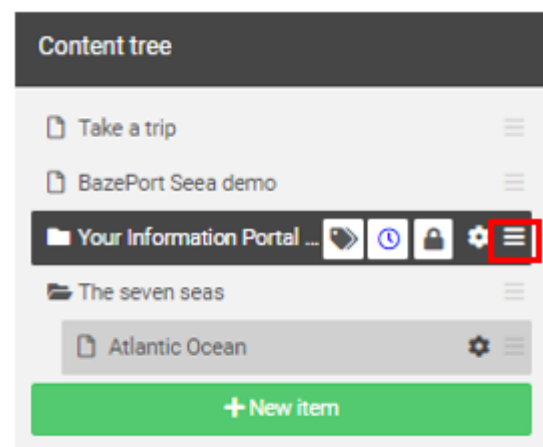 Content tree
Take a trip
BazePort Seea demo
Your Information Portal ...
The seven seas
Atlantic Ocean
+ New item